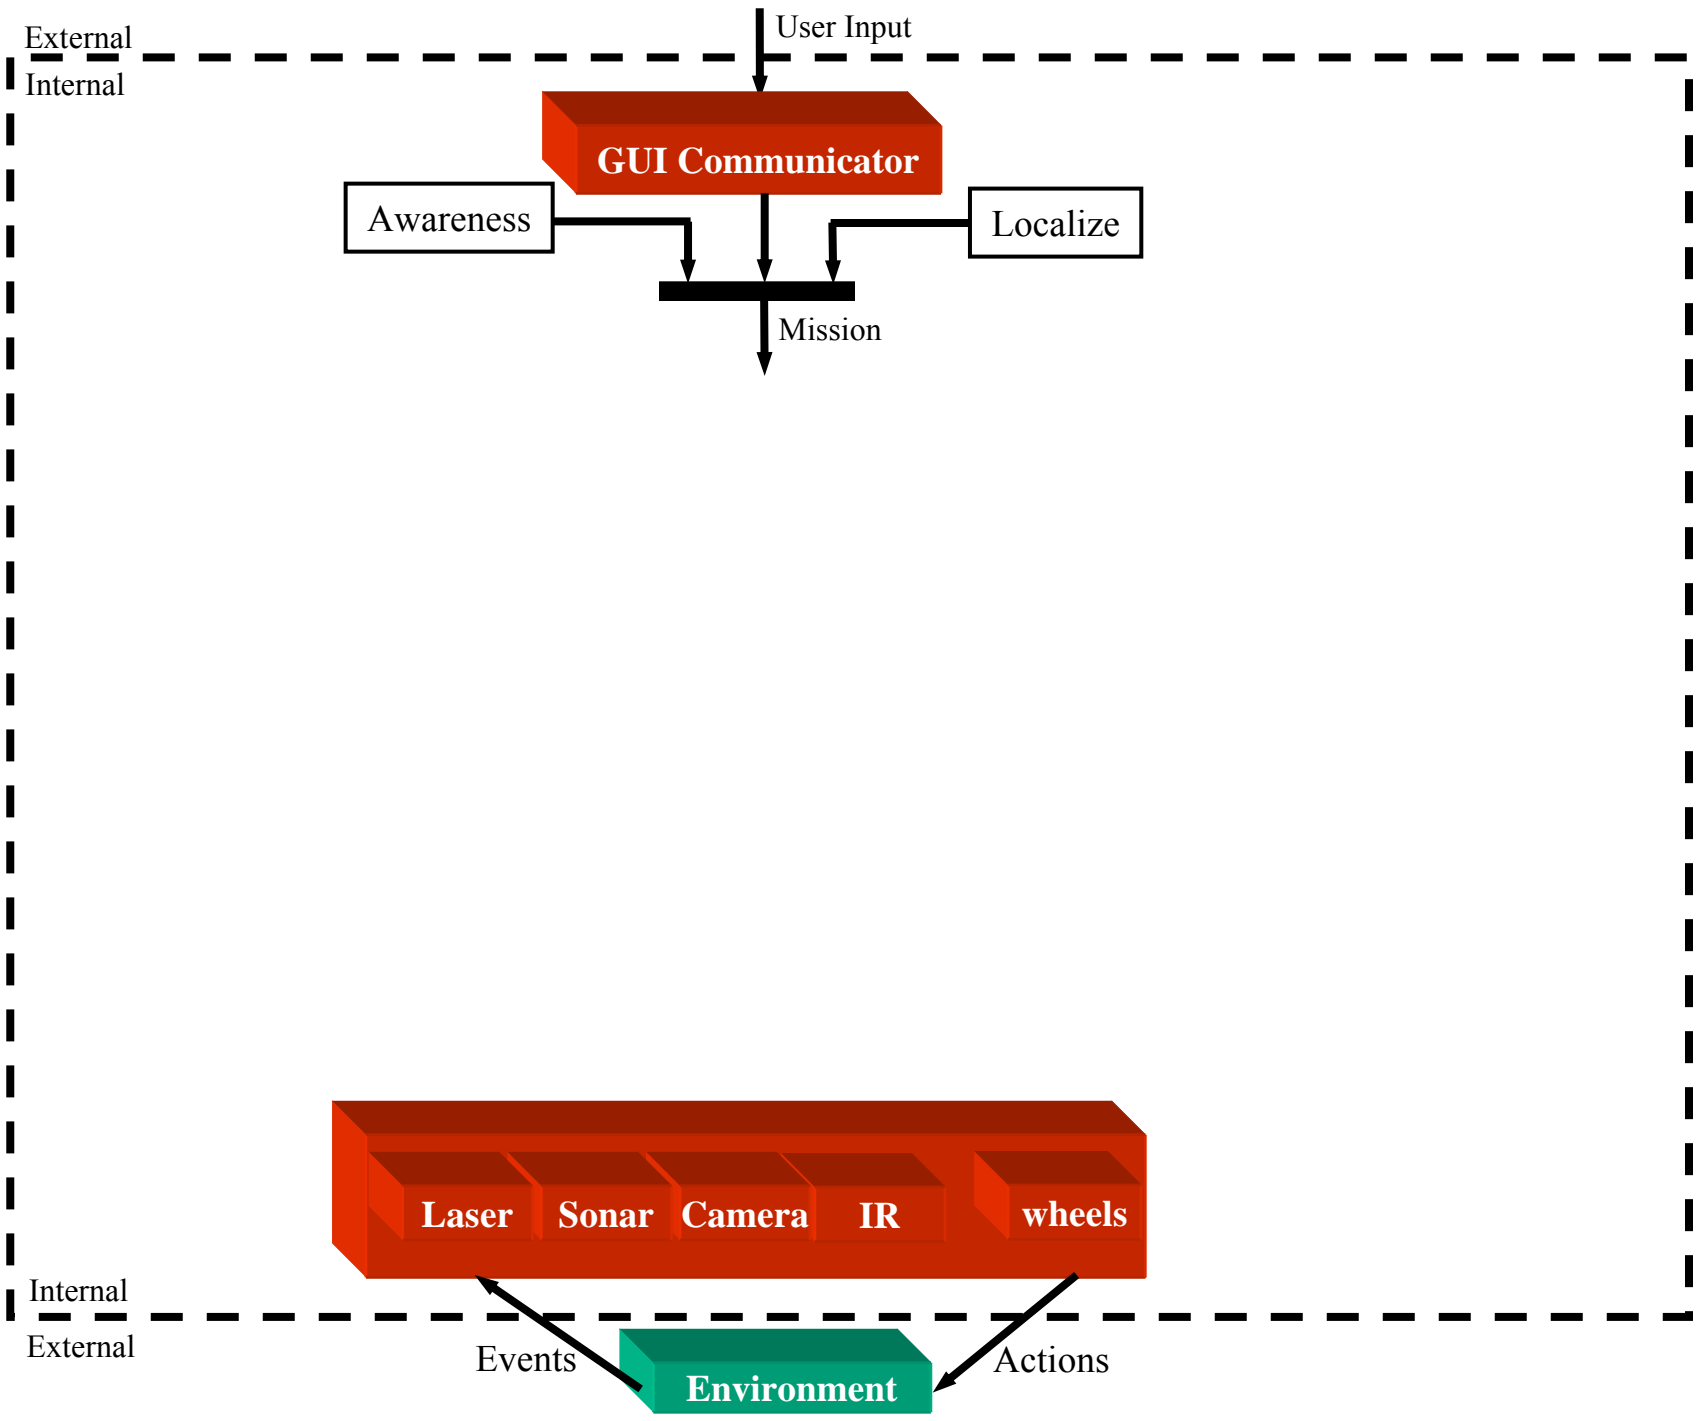 User Input
External
Internal
GUI Communicator
Awareness
Localize
Mission
Laser
Sonar
Camera
IR
wheels
Internal
External
Events
Actions
Environment